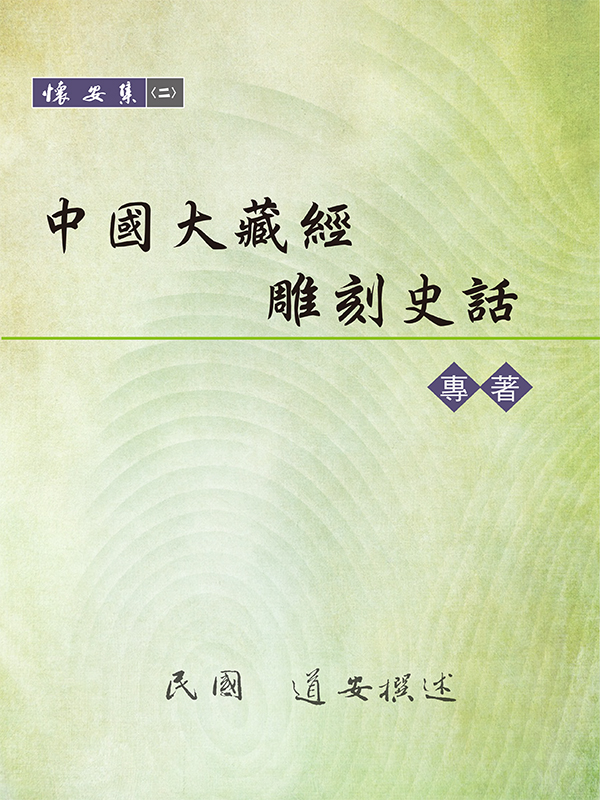 懷安集〈二〉
中國大藏經
雕刻史話
專著
民國 道安撰述